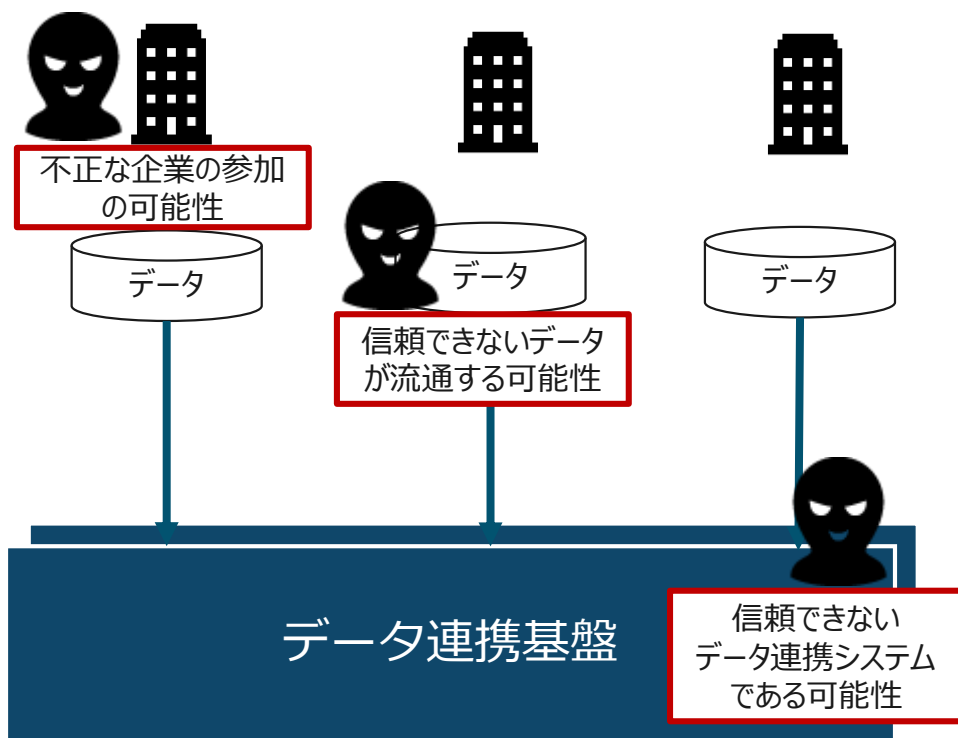 不正な企業の参加
の可能性
データ
データ
データ
信頼できないデータ
が流通する可能性
データ連携基盤
信頼できない
データ連携システム
である可能性